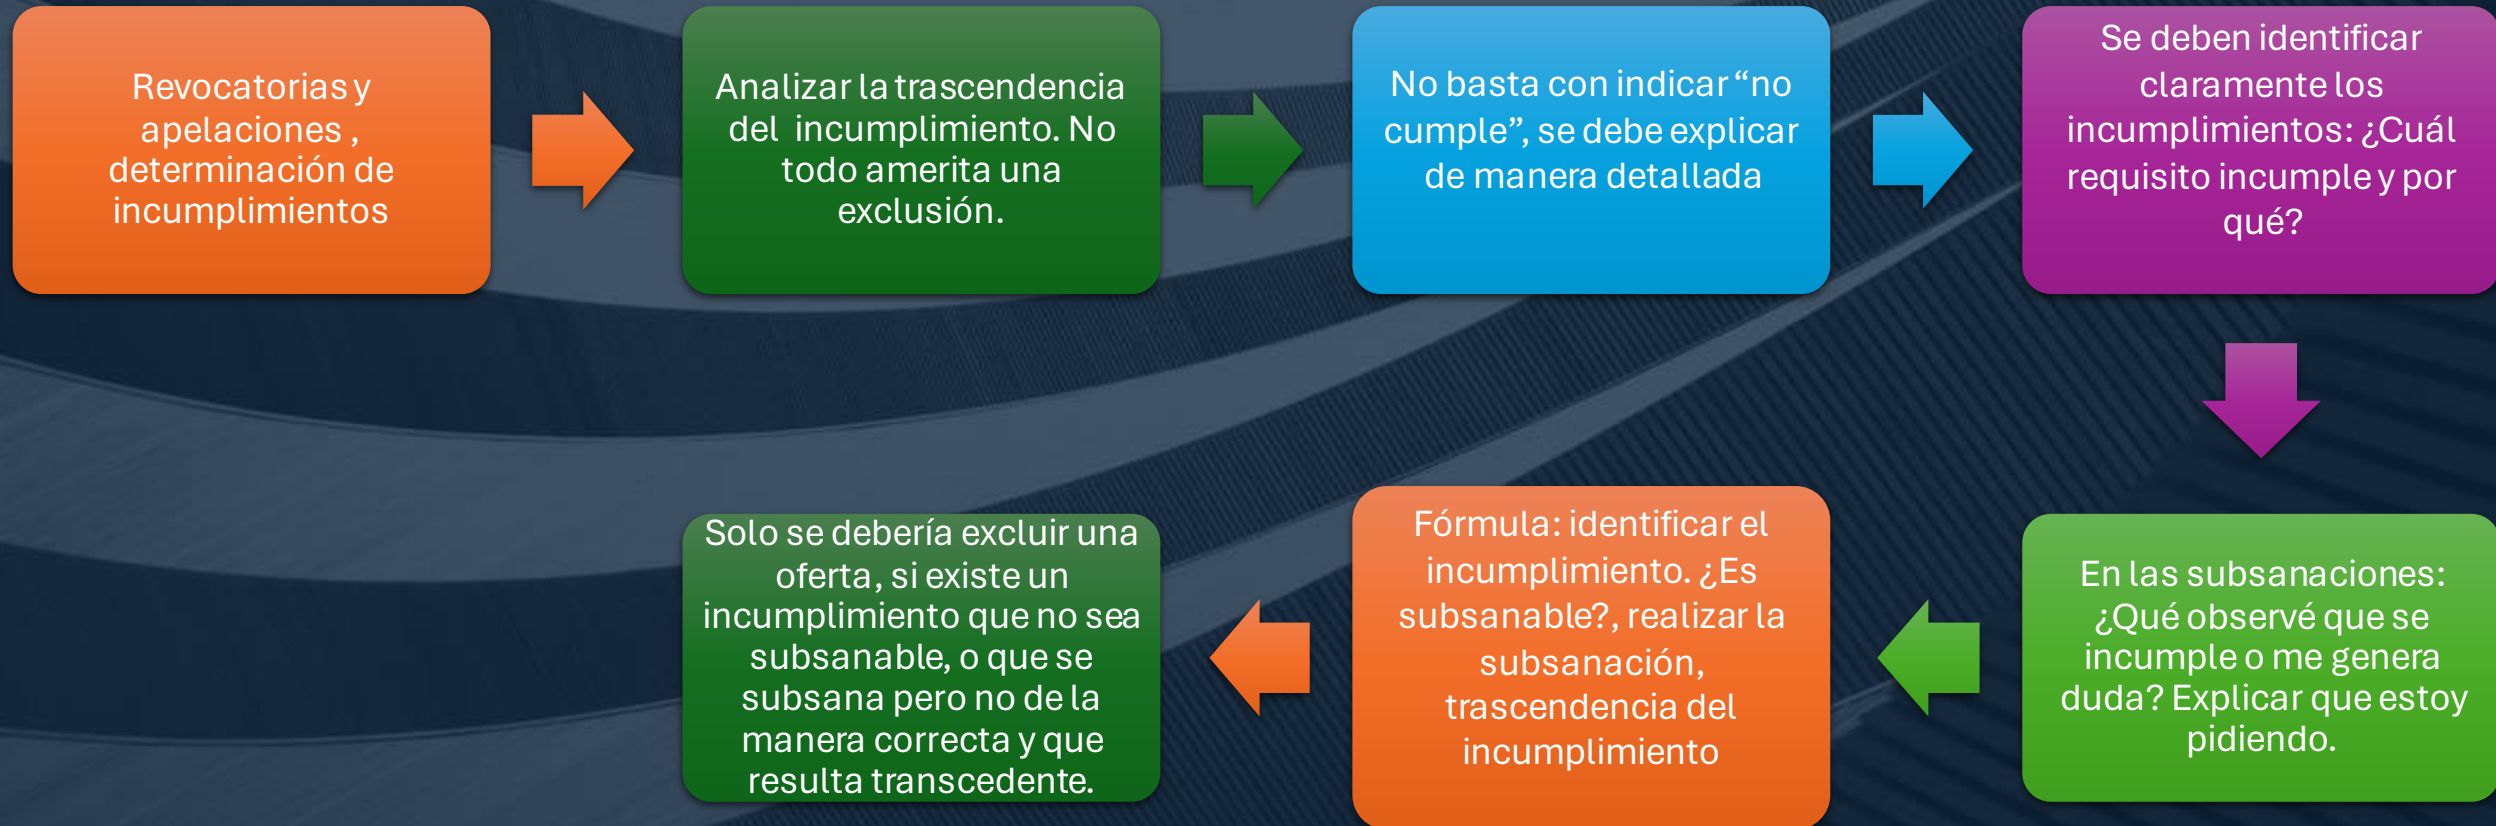 Revocatorias y
apelaciones ,
determinación de
incumplimientos
Analizar la trascendencia
del incumplimiento. No
todo amerita una
exclusión.
No basta con indicar “no
cumple”, se debe explicar
de manera detallada
Se deben identificar
claramente los
incumplimientos: ¿Cuál
requisito incumple y por
qué?
En las subsanaciones:
¿Qué observé que se
incumple o me genera
duda? Explicar que estoy
pidiendo.
Fórmula: identificar el
incumplimiento. ¿Es
subsanable?, realizar la
subsanación,
trascendencia del
incumplimiento
Solo se debería excluir una
oferta, si existe un
incumplimiento que no sea
subsanable, o que se
subsana pero no de la
manera correcta y que
resulta transcedente.